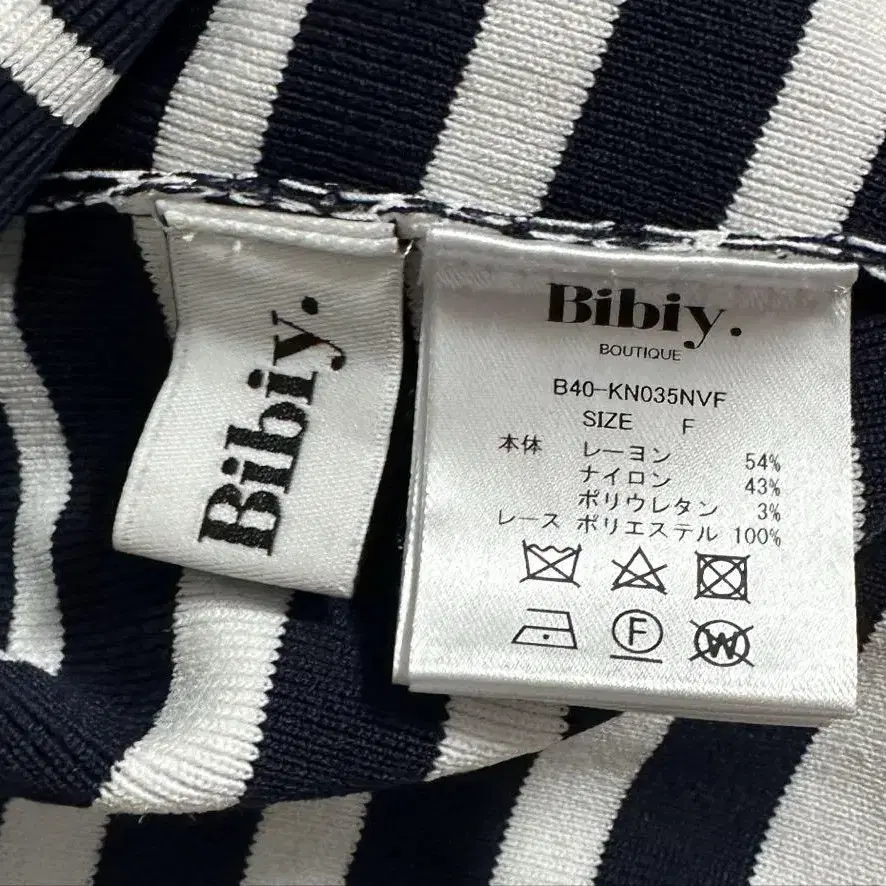 Bibiy.
Bibiy.
BOUTIQUE
B40-KN035NVF
SIZE F
本体 レーヨン 54%
ナイロン 43%
ポリウレタン 3%
レース ポリエステル 100%
F
W